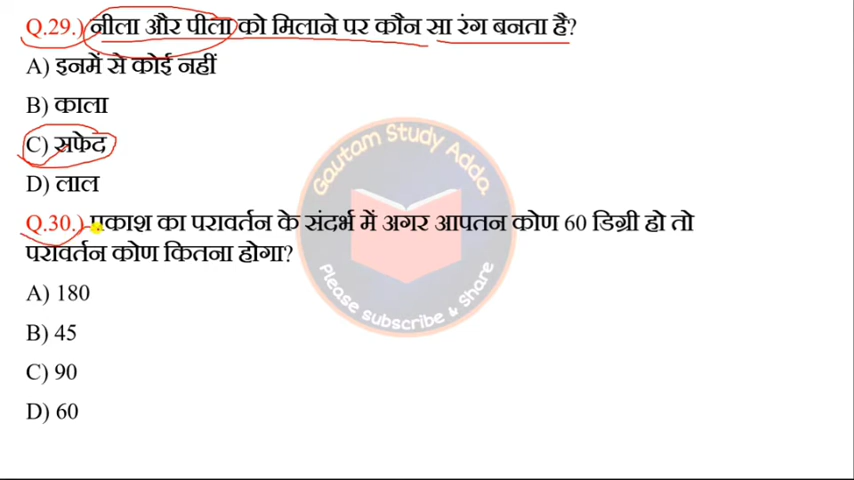 Q.29.) नीला और पीला को मिलाने पर कौन सा रंग बनता है?
A) इनमें से कोई नहीं
B) काला
C) सफेद
D) लाल
Q.30.) प्रकाश का परावर्तन के संदर्भ में अगर आपतन कोण 60 डिग्री हो तो
परावर्तन कोण कितना होगा?
A) 180
B) 45
C) 90
D) 60
Gautam Study Adda
Please subscribe & Share